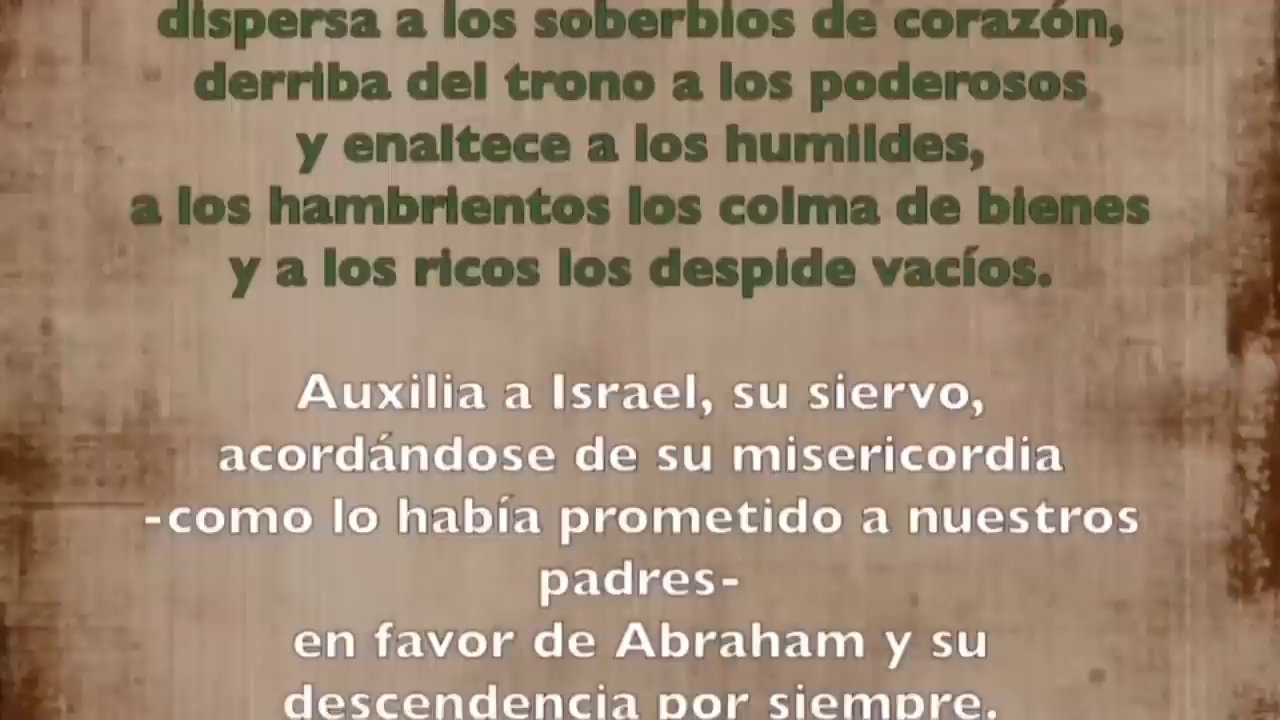 dispersa a los soberbios de corazón,
derriba del trono a los poderosos
y enaltece a los humildes,
a los hambrientos los colma de bienes
y a los ricos los despide vacíos.
Auxilia a Israel, su siervo,
acordándose de su misericordia
-como lo había prometido a nuestros
padres-
en favor de Abraham y su
descendencia por siempre.